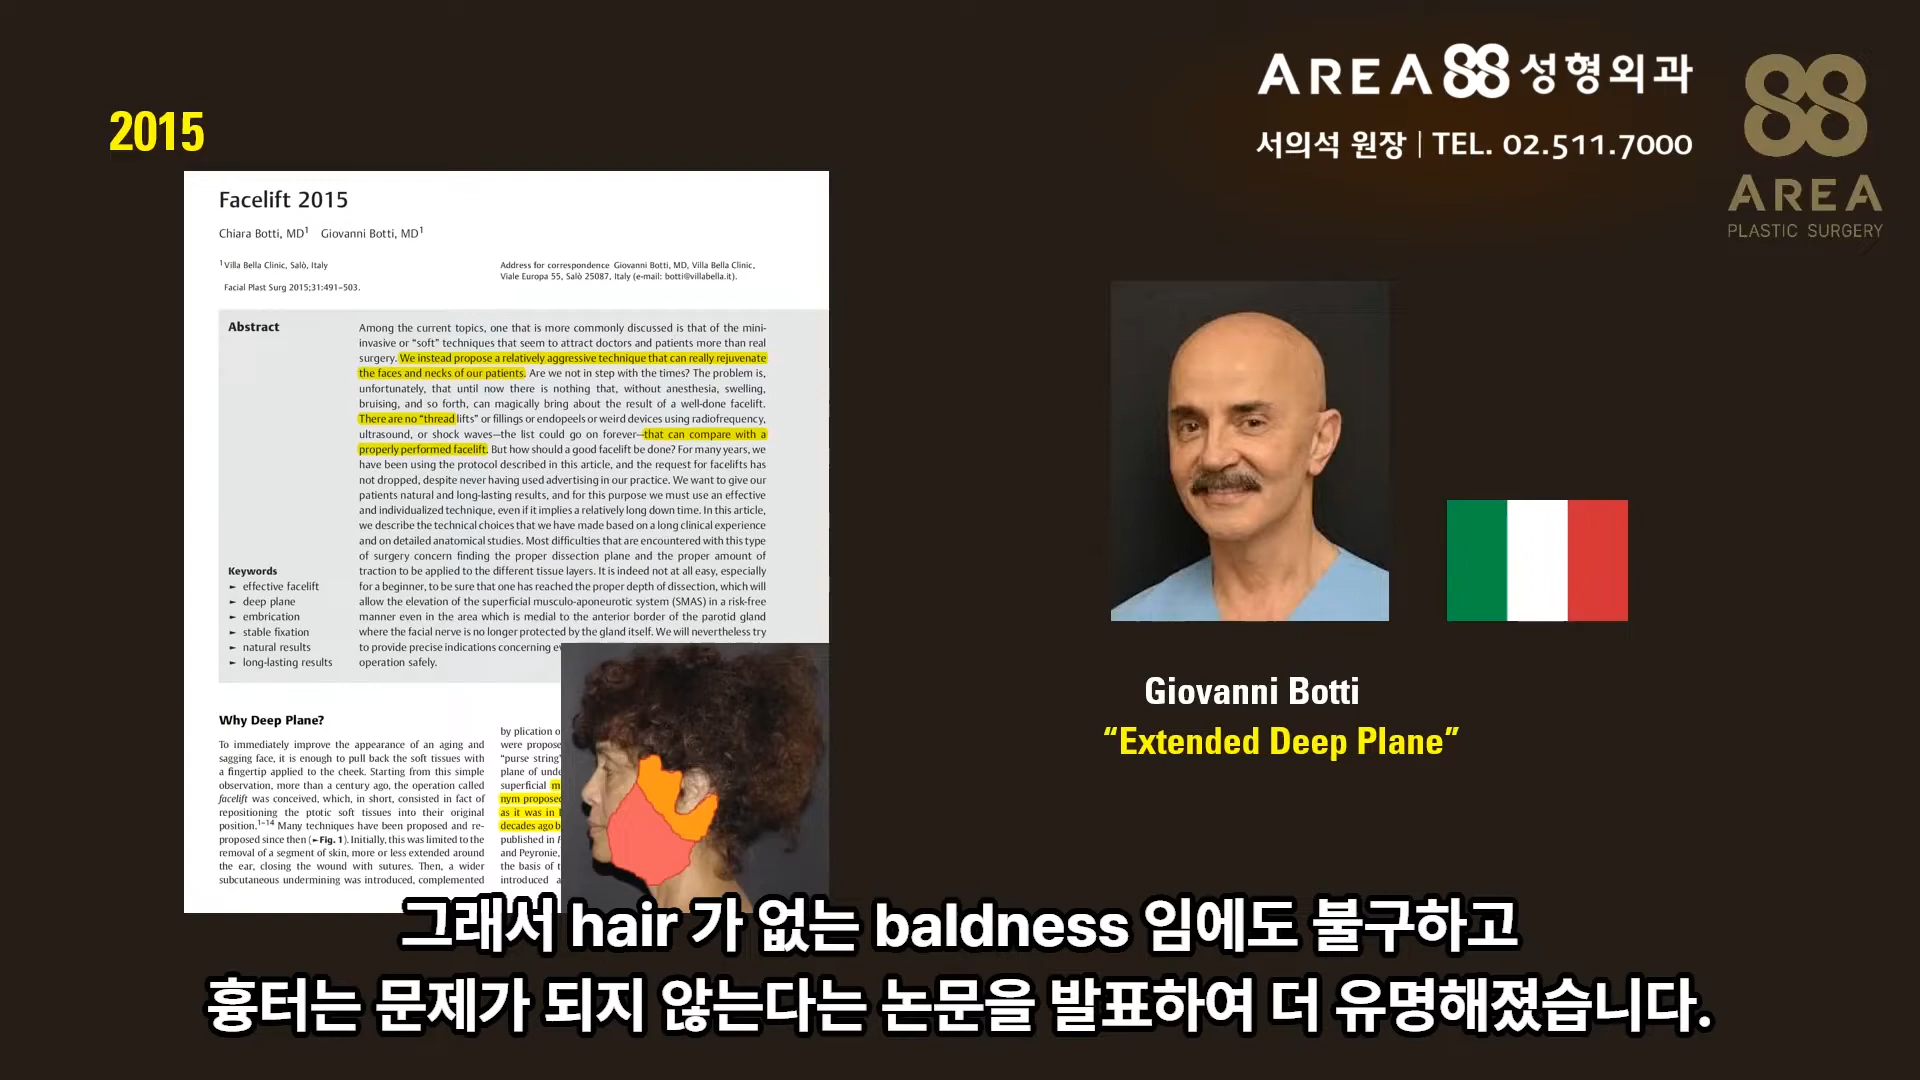 AREA 88 성형외과
서의석 원장 | TEL. 02.511.7000
88
AREA
PLASTIC SURGERY
2015
Facelift 2015
Chiara Botti, MD1 Giovanni Botti, MD1
1 Villa Bella Clinic, Salò, Italy
Facial Plast Surg 2015;31:491–503.
Address for correspondence Giovanni Botti, MD, Villa Bella Clinic,
Viale Europa 55, Salò 25087, Italy (e-mail: botti@villabella.it).
Abstract
Among the current topics, one that is more commonly discussed is that of the mini-
invasive or “soft” techniques that seem to attract doctors and patients more than real
surgery. We instead propose a relatively aggressive technique that can really rejuvenate
the faces and necks of our patients. Are we not in step with the times? The problem is,
unfortunately, that until now there is nothing that, without anesthesia, swelling,
bruising, and so forth, can magically bring about the result of a well-done facelift.
There are no “thread lifts” or fillings or endopeels or weird devices using radiofrequency,
ultrasound, or shock waves—the list could go on forever—that can compare with a
properly performed facelift. But how should a good facelift be done? For many years, we
have been using the protocol described in this article, and the request for facelifts has
not dropped, despite never having used advertising in our practice. We want to give our
patients natural and long-lasting results, and for this purpose we must use an effective
and individualized technique, even if it implies a relatively long down time. In this article,
we describe the technical choices that we have made based on a long clinical experience
and on detailed anatomical studies. Most difficulties that are encountered with this type
of surgery concern finding the proper dissection plane and the proper amount of
traction to be applied to the different tissue layers. It is indeed not at all easy, especially
for a beginner, to be sure that one has reached the proper depth of dissection, which will
allow the elevation of the superficial musculo-aponeurotic system (SMAS) in a risk-free
manner even in the area which is medial to the anterior border of the parotid gland
where the facial nerve is no longer protected by the gland itself. We will nevertheless try
to provide precise indications concerning
operation safely.
Keywords
► effective facelift
► deep plane
► embrication
► stable fixation
► natural results
► long-lasting results
Why Deep Plane?
To immediately improve the appearance of an aging and
sagging face, it is enough to pull back the soft tissues with
a fingertip applied to the cheek. Starting from this simple
observation, more than a century ago, the operation called
facelift was conceived, which, in short, consisted in fact of
repositioning the ptotic soft tissues into their original
position.1–14 Many techniques have been proposed and re-
proposed since then (►Fig. 1). Initially, this was limited to the
removal of a segment of skin, more or less extended around
the ear, closing the wound with sutures. Then, a wider
subcutaneous undermining was introduced, complemented
by plication o
were propose
“purse string”
plane of unde
superficial m
nym proposed
as it was in
decades ago b
published in
and Peyronie,
the basis of t
introduced a
Giovanni Botti
“Extended Deep Plane”
그래서 hair 가 없는 baldness 임에도 불구하고
흉터는 문제가 되지 않는다는 논문을 발표하여 더 유명해졌습니다.